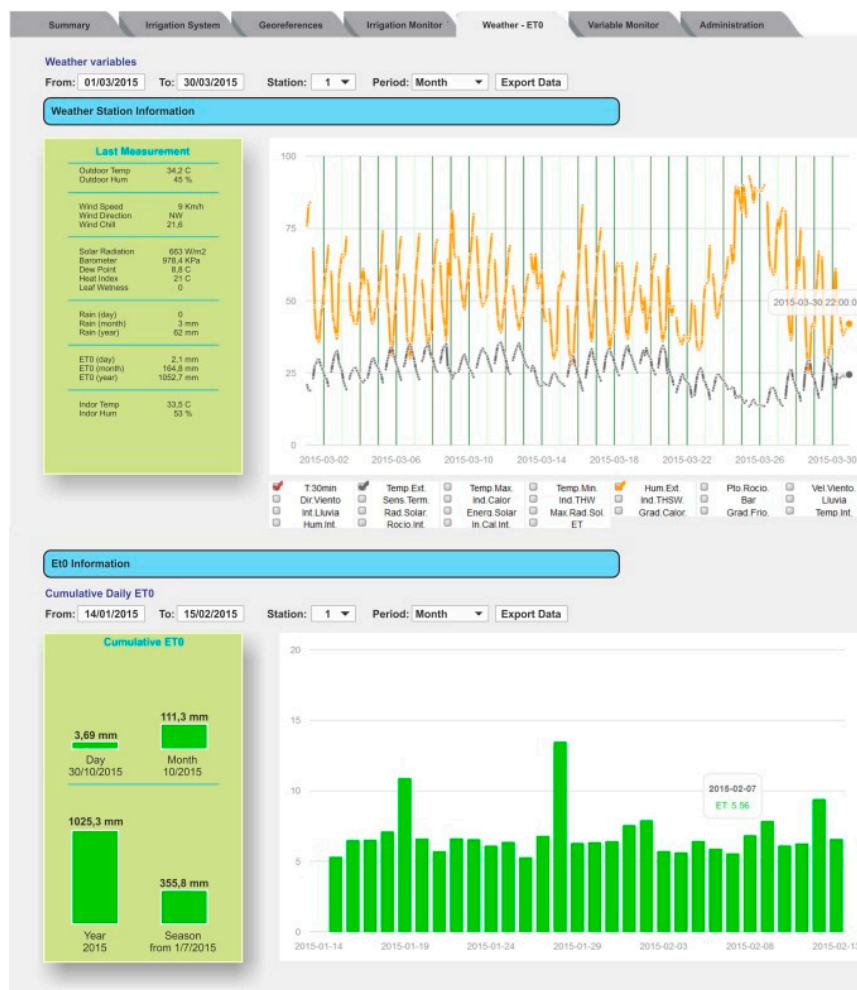 Summary Irrigation System Georeferences Irrigation Monitor Weather - ET0 Variable Monitor Administration
Weather variables
From: 01/03/2015 To: 30/03/2015 Station: 1 Period: Month Export Data
Weather Station Information
Last Measurement
Outdoor Temp 34,2 C
Outdoor Hum 45 %
Wind Speed 9 Km/h
Wind Direction NW
Wind Chill 21,6
Solar Radiation 663 W/m2
Barometer 978,4 KPa
Dew Point 8,8 C
Heat Index 21 C
Leaf Wetness 0
Rain (day) 0
Rain (month) 3 mm
Rain (year) 62 mm
ET0 (day) 2,1 mm
ET0 (month) 164,8 mm
ET0 (year) 1052,7 mm
Indor Temp 33,5 C
Indor Hum 53 %
100
75
50
25
0
2015-03-30 22:00:0
2015-03-02 2015-03-06 2015-03-10 2015-03-14 2015-03-18 2015-03-22 2015-03-26 2015-03-30
T.30min Temp.Ext. Temp.Max. Temp.Min. Hum.Ext. Pto.Rocio. Vel.Viento.
Dir.Viento Sens.Term. Ind.Calor Ind.THW Ind.THSW. Bar Lluvia
Int.Lluvia Rad.Solar. Energ.Solar Max.Rad.Sol. Grad.Calor. Grad.Frio. Temp.Int.
Hum.Int. Rocio.Int. In.Cal.Int. ET
Et0 Information
Cumulative Daily ET0
From: 14/01/2015 To: 15/02/2015 Station: 1 Period: Month Export Data
Cumulative ET0
3,69 mm
Day
30/10/2015
111,3 mm
Month
10/2015
1025,3 mm
Year
2015
355,8 mm
Season
from 1/7/2015
20
15
10
5
0
2015-02-07
ET: 5.56
2015-01-14 2015-01-19 2015-01-24 2015-01-29 2015-02-03 2015-02-08 2015-02-13